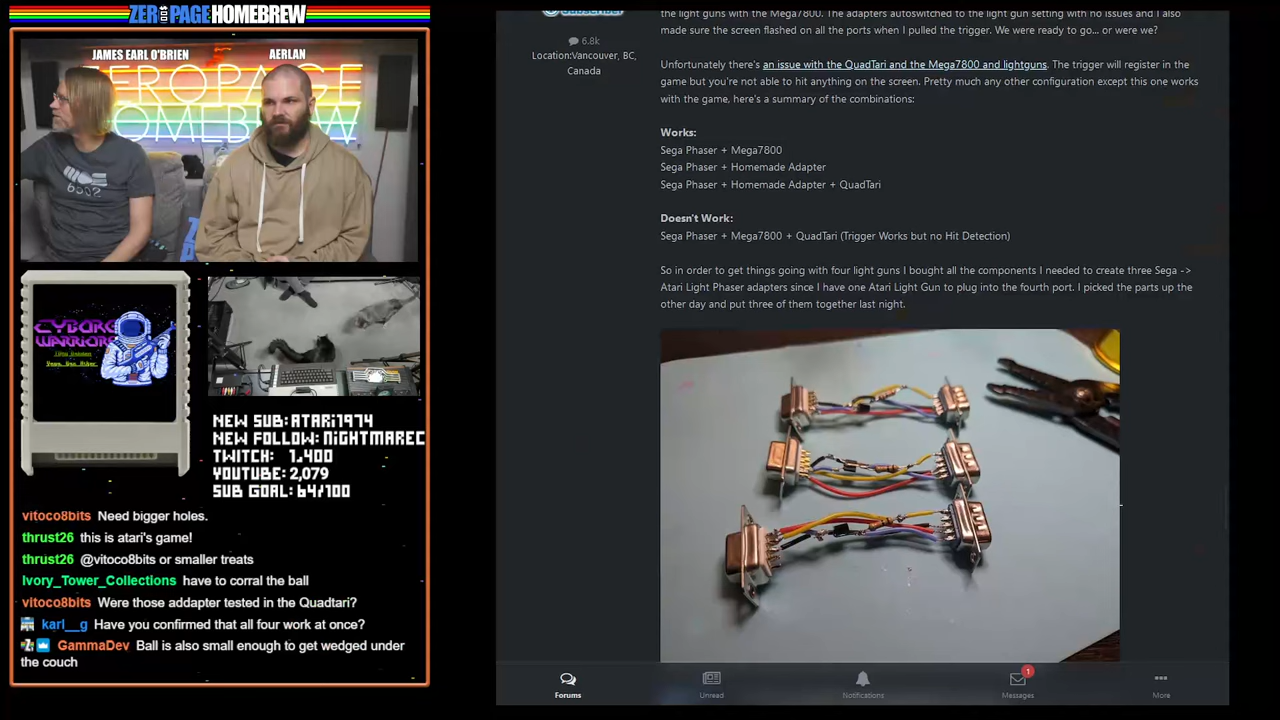 ZERO PAGE HOMEBREW
JAMES EARL O'BRIEN
AERLAN
ZEROPAGE
HOMEBREW
6502
CYBORG
WARRIORS
NEW SUB: ATARI1974
NEW FOLLOW: NIGHTMAREC
TWITCH: 1,400
YOUTUBE: 2,079
SUB GOAL: 64/100
vitoco8bits Need bigger holes.
thrust26 this is atari's game!
thrust26 @vitoco8bits or smaller treats
Ivory_Tower_Collections have to corral the ball
vitoco8bits Were those addapter tested in the Quadtari?
karl__g Have you confirmed that all four work at once?
GammaDev Ball is also small enough to get wedged under
the couch
Subscriber
6.8k
Location:Vancouver, BC,
Canada
the light guns with the Mega7800. The adapters autoswitched to the light gun setting with no issues and I also
made sure the screen flashed on all the ports when I pulled the trigger. We were ready to go... or were we?
Unfortunately there's an issue with the QuadTari and the Mega7800 and lightguns. The trigger will register in the
game but you're not able to hit anything on the screen. Pretty much any other configuration except this one works
with the game, here's a summary of the combinations:
Works:
Sega Phaser + Mega7800
Sega Phaser + Homemade Adapter
Sega Phaser + Homemade Adapter + QuadTari
Doesn't Work:
Sega Phaser + Mega7800 + QuadTari (Trigger Works but no Hit Detection)
So in order to get things going with four light guns I bought all the components I needed to create three Sega ->
Atari Light Phaser adapters since I have one Atari Light Gun to plug into the fourth port. I picked the parts up the
other day and put three of them together last night.
Forums
Unread
Notifications
1
Messages
More